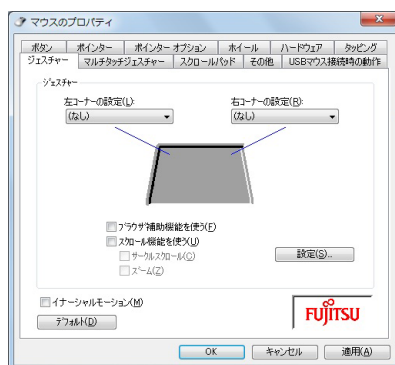 マウスのプロパティ
ボタン ポインター ポインター オプション ホイール ハードウェア タッピング
ジェスチャー マルチタッチジェスチャー スクロールパッド その他 USBマウス接続時の動作
ジェスチャー
左コーナーの設定(L): 右コーナーの設定(R):
(なし) (なし)
ブラウザ補助機能を使う(F)
スクロール機能を使う(U)
サークルスクロール(C) 設定(S)...
ズーム(Z)
イナーシャルモーション(M)
デフォルト(D) FUJITSU
OK キャンセル 適用(A)